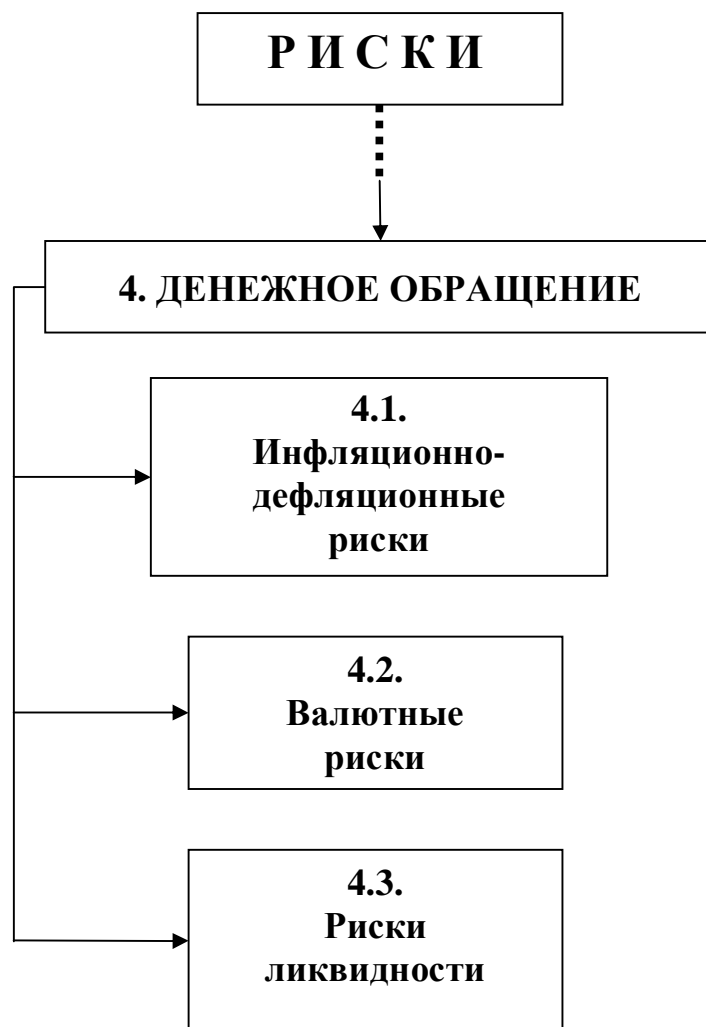 Р И С К И
4. ДЕНЕЖНОЕ ОБРАЩЕНИЕ
4.1.
Инфляционно-
дефляционные
риски
4.2.
Валютные
риски
4.3.
Риски
ликвидности